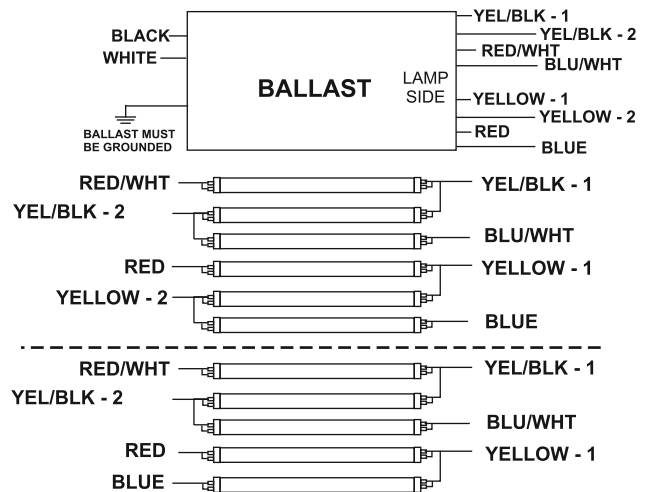 YEL/BLK - 1
BLACK
YEL/BLK - 2
RED/WHT
WHITE
BLU/WHT
BALLAST
LAMP
SIDE
YELLOW - 1
YELLOW - 2
BALLAST MUST
BE GROUNDED
RED
BLUE
RED/WHT
YEL/BLK - 1
YEL/BLK - 2
BLU/WHT
RED
YELLOW - 1
YELLOW - 2
BLUE
RED/WHT
YEL/BLK - 1
YEL/BLK - 2
BLU/WHT
RED
YELLOW - 1
BLUE